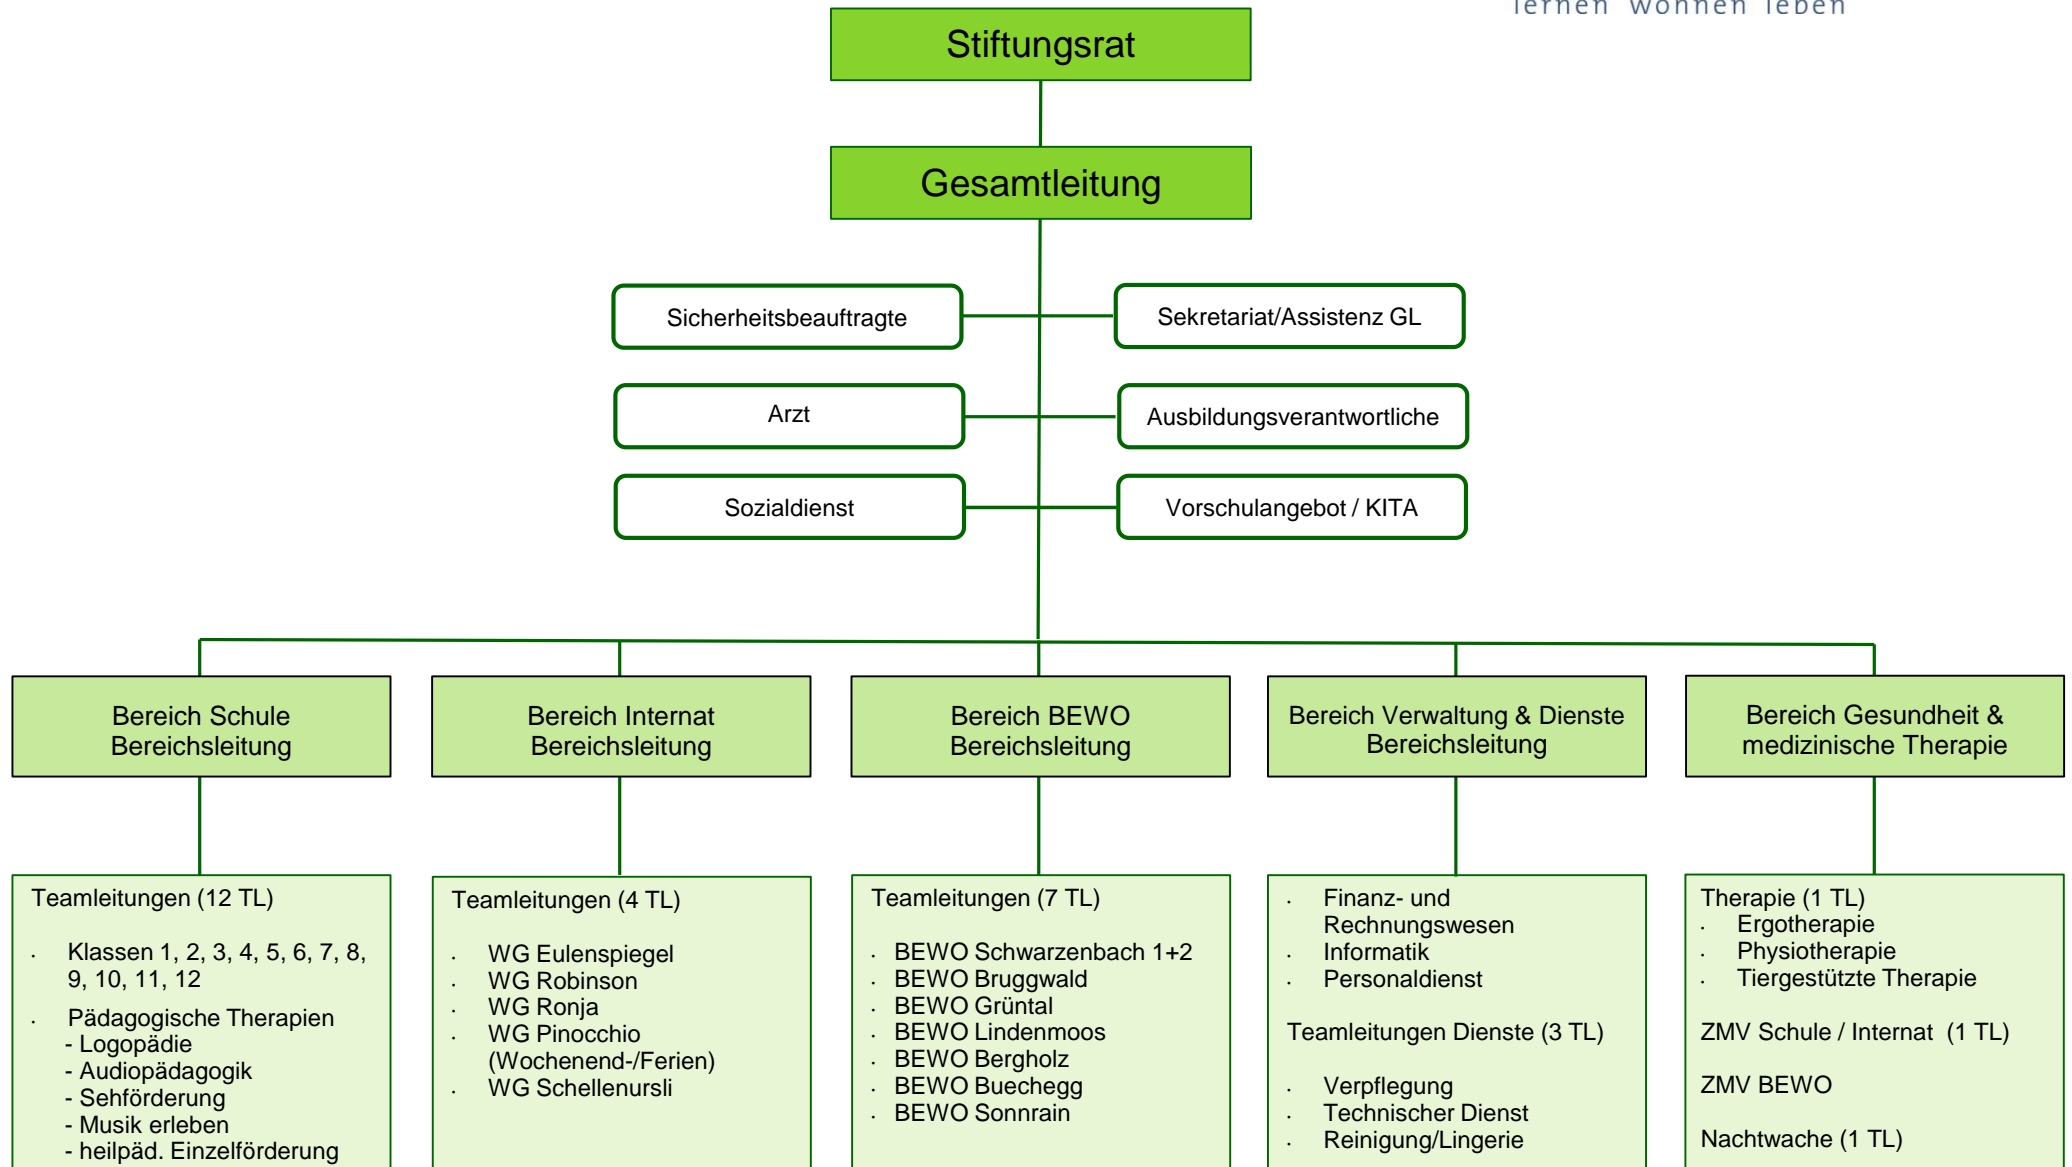 lernen wohnen leben
Stiftungsrat
Gesamtleitung
Sicherheitsbeauftragte
Sekretariat/Assistenz GL
Arzt
Ausbildungsverantwortliche
Sozialdienst
Vorschulangebot / KITA
Bereich Schule
Bereichsleitung
Bereich Internat
Bereichsleitung
Bereich BEWO
Bereichsleitung
Bereich Verwaltung & Dienste
Bereichsleitung
Bereich Gesundheit &
medizinische Therapie
Teamleitungen (12 TL)
· Klassen 1, 2, 3, 4, 5, 6, 7, 8,
9, 10, 11, 12
· Pädagogische Therapien
- Logopädie
- Audiopädagogik
- Sehförderung
- Musik erleben
- heilpäd. Einzelförderung
Teamleitungen (4 TL)
· WG Eulenspiegel
· WG Robinson
· WG Ronja
· WG Pinocchio
(Wochenend-/Ferien)
· WG Schellenursli
Teamleitungen (7 TL)
· BEWO Schwarzenbach 1+2
· BEWO Bruggwald
· BEWO Grüntal
· BEWO Lindenmoos
· BEWO Bergholz
· BEWO Buechegg
· BEWO Sonnrain
· Finanz- und
Rechnungswesen
· Informatik
· Personaldienst
Teamleitungen Dienste (3 TL)
· Verpflegung
· Technischer Dienst
· Reinigung/Lingerie
Therapie (1 TL)
· Ergotherapie
· Physiotherapie
· Tiergestützte Therapie
ZMV Schule / Internat (1 TL)
ZMV BEWO
Nachtwache (1 TL)